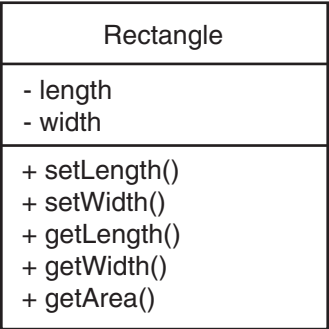 Rectangle
- length
- width
+ setLength()
+ setWidth()
+ getLength()
+ getWidth()
+ getArea()